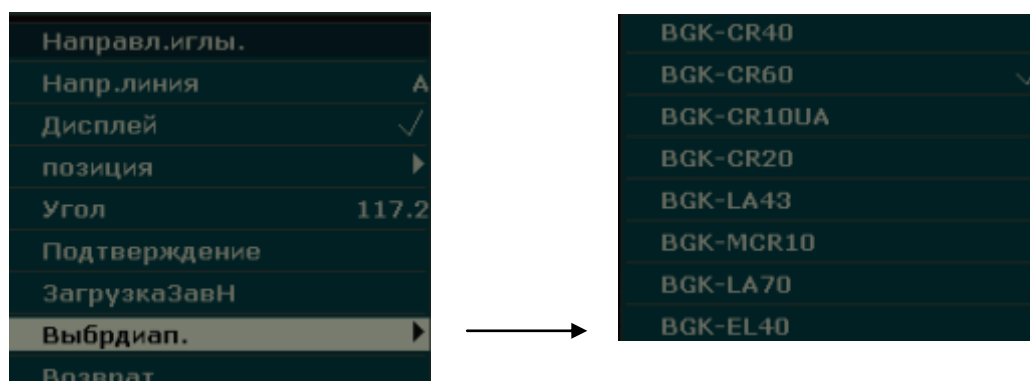 Направл.иглы.
Напр.линия A
Дисплей
позиция
Угол 117.2
Подтверждение
ЗагрузкаЗавН
Выбрдиап.
Возврат
BGK-CR40
BGK-CR60
BGK-CR10UA
BGK-CR20
BGK-LA43
BGK-MCR10
BGK-LA70
BGK-EL40